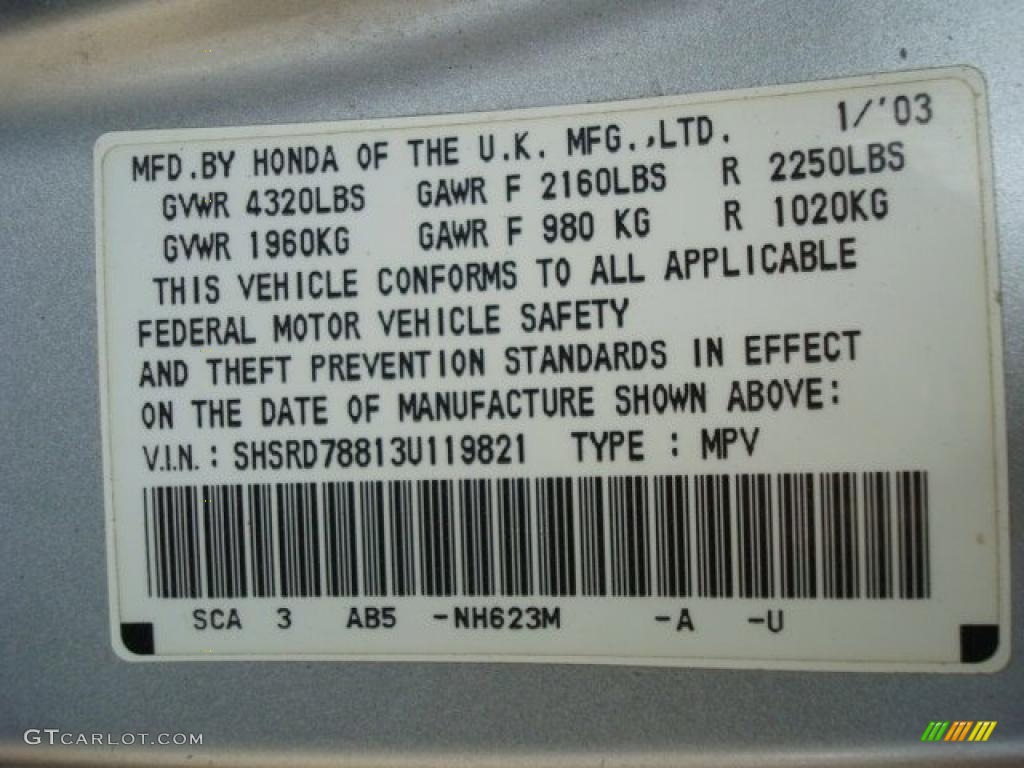 MFD.BY HONDA OF THE U.K. MFG.,LTD. 1/'03
GVWR 4320LBS GAWR F 2160LBS R 2250LBS
GVWR 1960KG GAWR F 980 KG R 1020KG
THIS VEHICLE CONFORMS TO ALL APPLICABLE
FEDERAL MOTOR VEHICLE SAFETY
AND THEFT PREVENTION STANDARDS IN EFFECT
ON THE DATE OF MANUFACTURE SHOWN ABOVE:
V.I.N.: SHSRD78813U119821 TYPE : MPV
SCA 3 AB5 -NH623M -A -U
GTCARLOT.COM